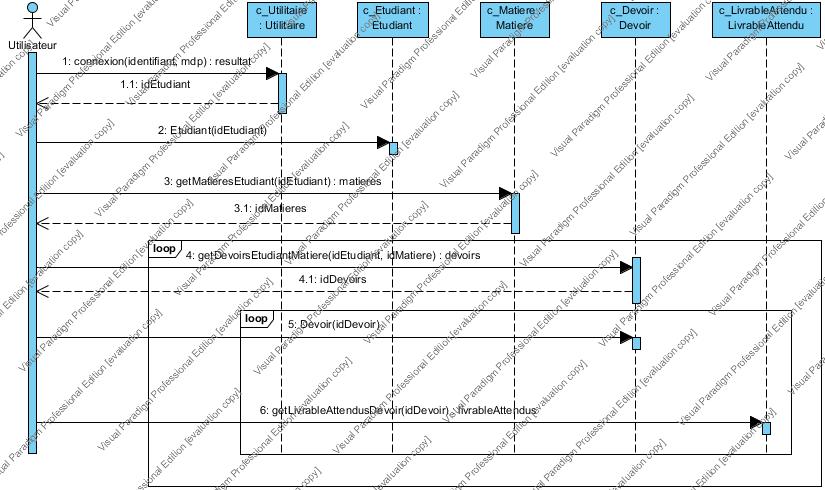 c_Utilitaire
: Utilitaire
c_Etudiant :
Etudiant
c_Matiere :
Matiere
c_Devoir :
Devoir
c_LivrableAttendu :
LivrableAttendu
Utilisateur
1: connexion(identifiant, mdp) : resultat
1.1: idEtudiant
2: Etudiant(idEtudiant)
3: getMatieresEtudiant(idEtudiant) : matieres
3.1: idMatieres
loop
4: getDevoirsEtudiantMatiere(idEtudiant, idMatiere) : devoirs
4.1: idDevoirs
loop
5: Devoir(idDevoir)
6: getLivrableAttendusDevoir(idDevoir) : livrableAttendus
Visual Paradigm Professional Edition [evaluation copy]